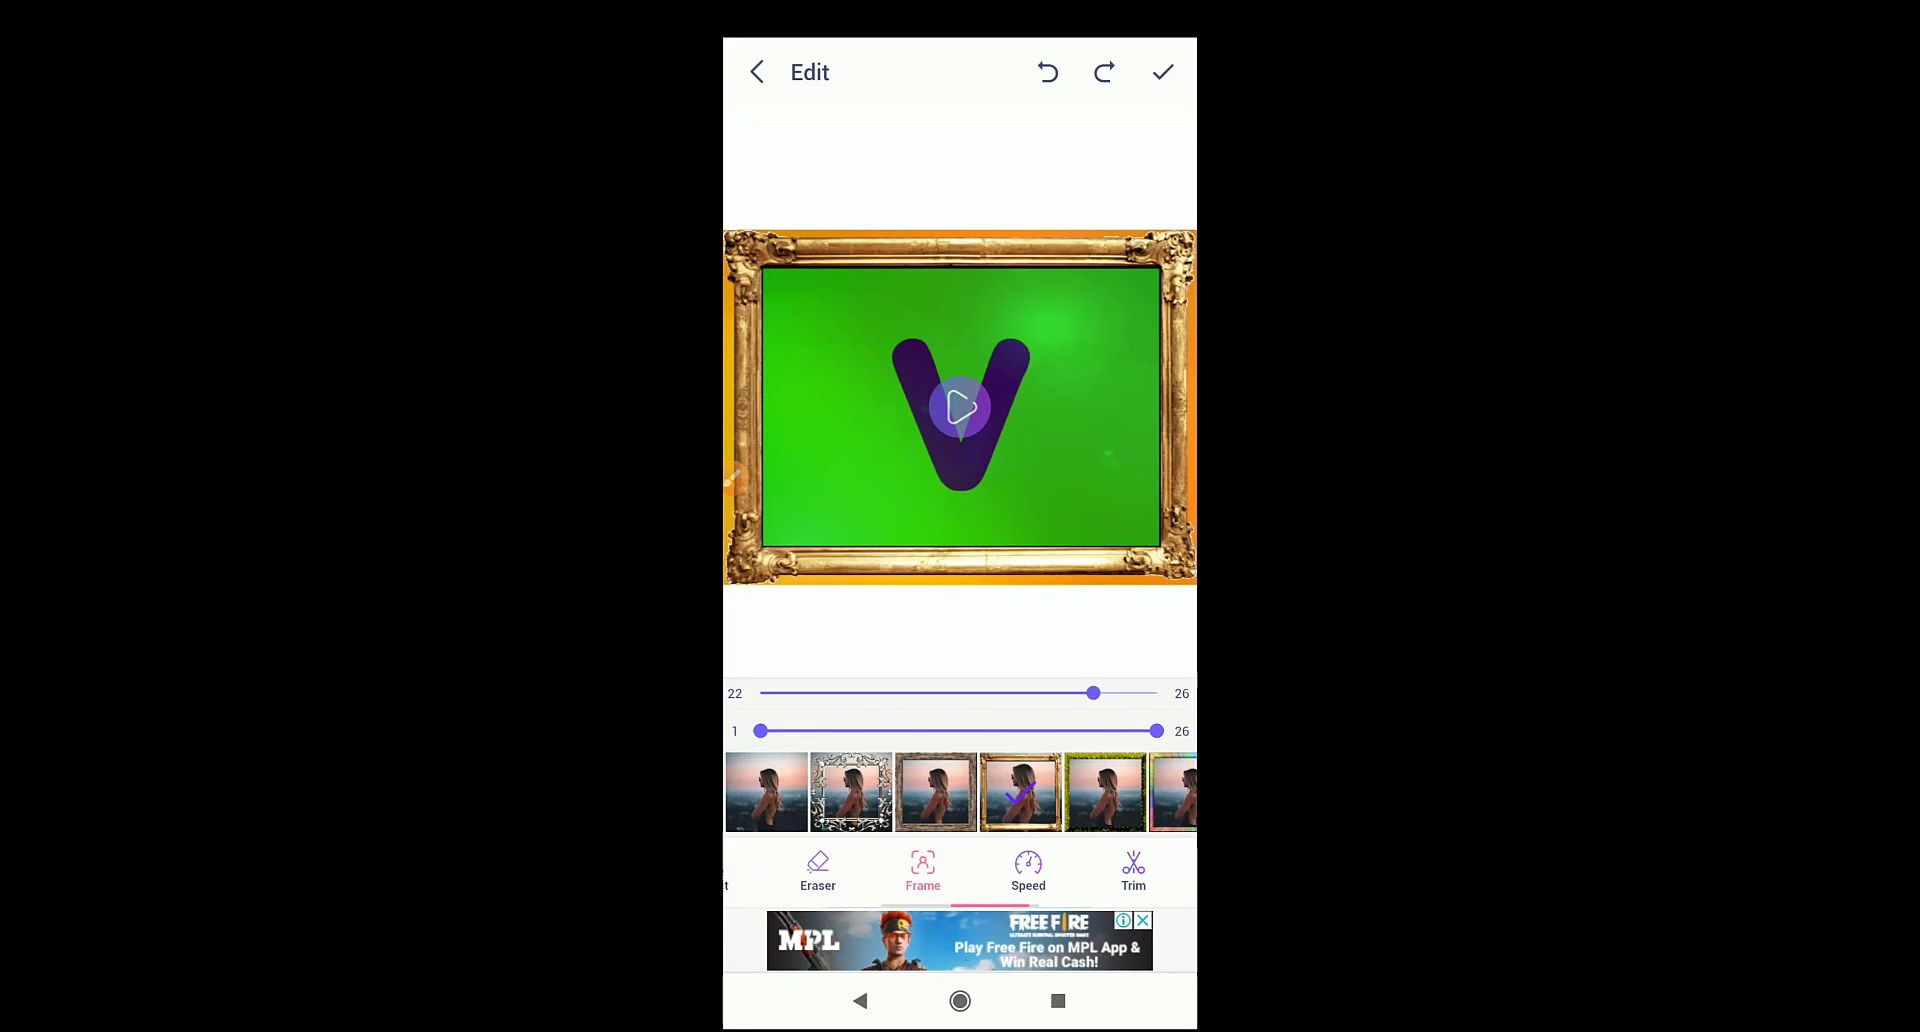 Edit
V
22
26
1
26
t
Eraser
Frame
Speed
Trim
MPL
FREE FIRE
Play Free Fire on MPL App &
Win Real Cash!